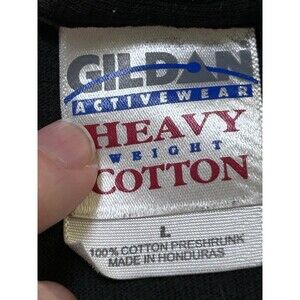 GILDAN
ACTIVEWEAR
HEAVY
WEIGHT
COTTON
L
100% COTTON PRESHRUNK
MADE IN HONDURAS